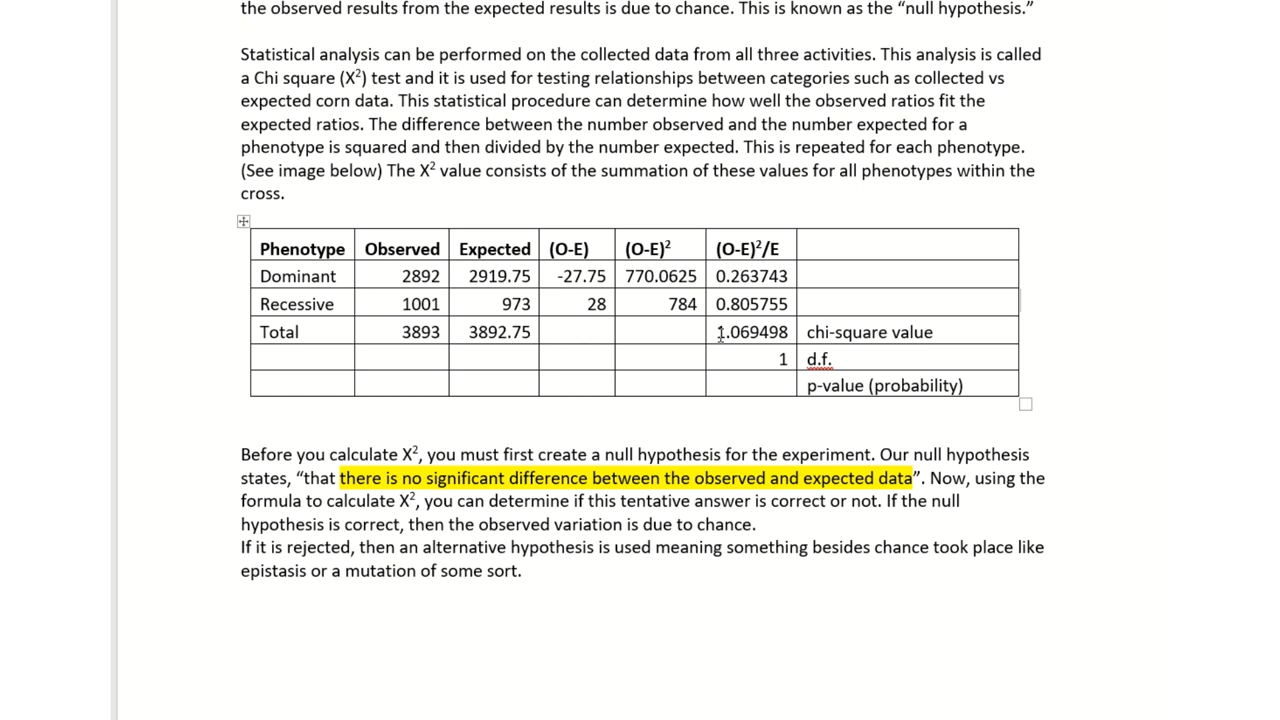 the observed results from the expected results is due to chance. This is known as the “null hypothesis.”
Statistical analysis can be performed on the collected data from all three activities. This analysis is called
a Chi square (X²) test and it is used for testing relationships between categories such as collected vs
expected corn data. This statistical procedure can determine how well the observed ratios fit the
expected ratios. The difference between the number observed and the number expected for a
phenotype is squared and then divided by the number expected. This is repeated for each phenotype.
(See image below) The X² value consists of the summation of these values for all phenotypes within the
cross.
Phenotype Observed Expected (O-E) (O-E)² (O-E)²/E
Dominant 2892 2919.75 -27.75 770.0625 0.263743
Recessive 1001 973 28 784 0.805755
Total 3893 3892.75 1.069498 chi-square value
1 d.f.
p-value (probability)
Before you calculate X², you must first create a null hypothesis for the experiment. Our null hypothesis
states, “that there is no significant difference between the observed and expected data”. Now, using the
formula to calculate X², you can determine if this tentative answer is correct or not. If the null
hypothesis is correct, then the observed variation is due to chance.
If it is rejected, then an alternative hypothesis is used meaning something besides chance took place like
epistasis or a mutation of some sort.